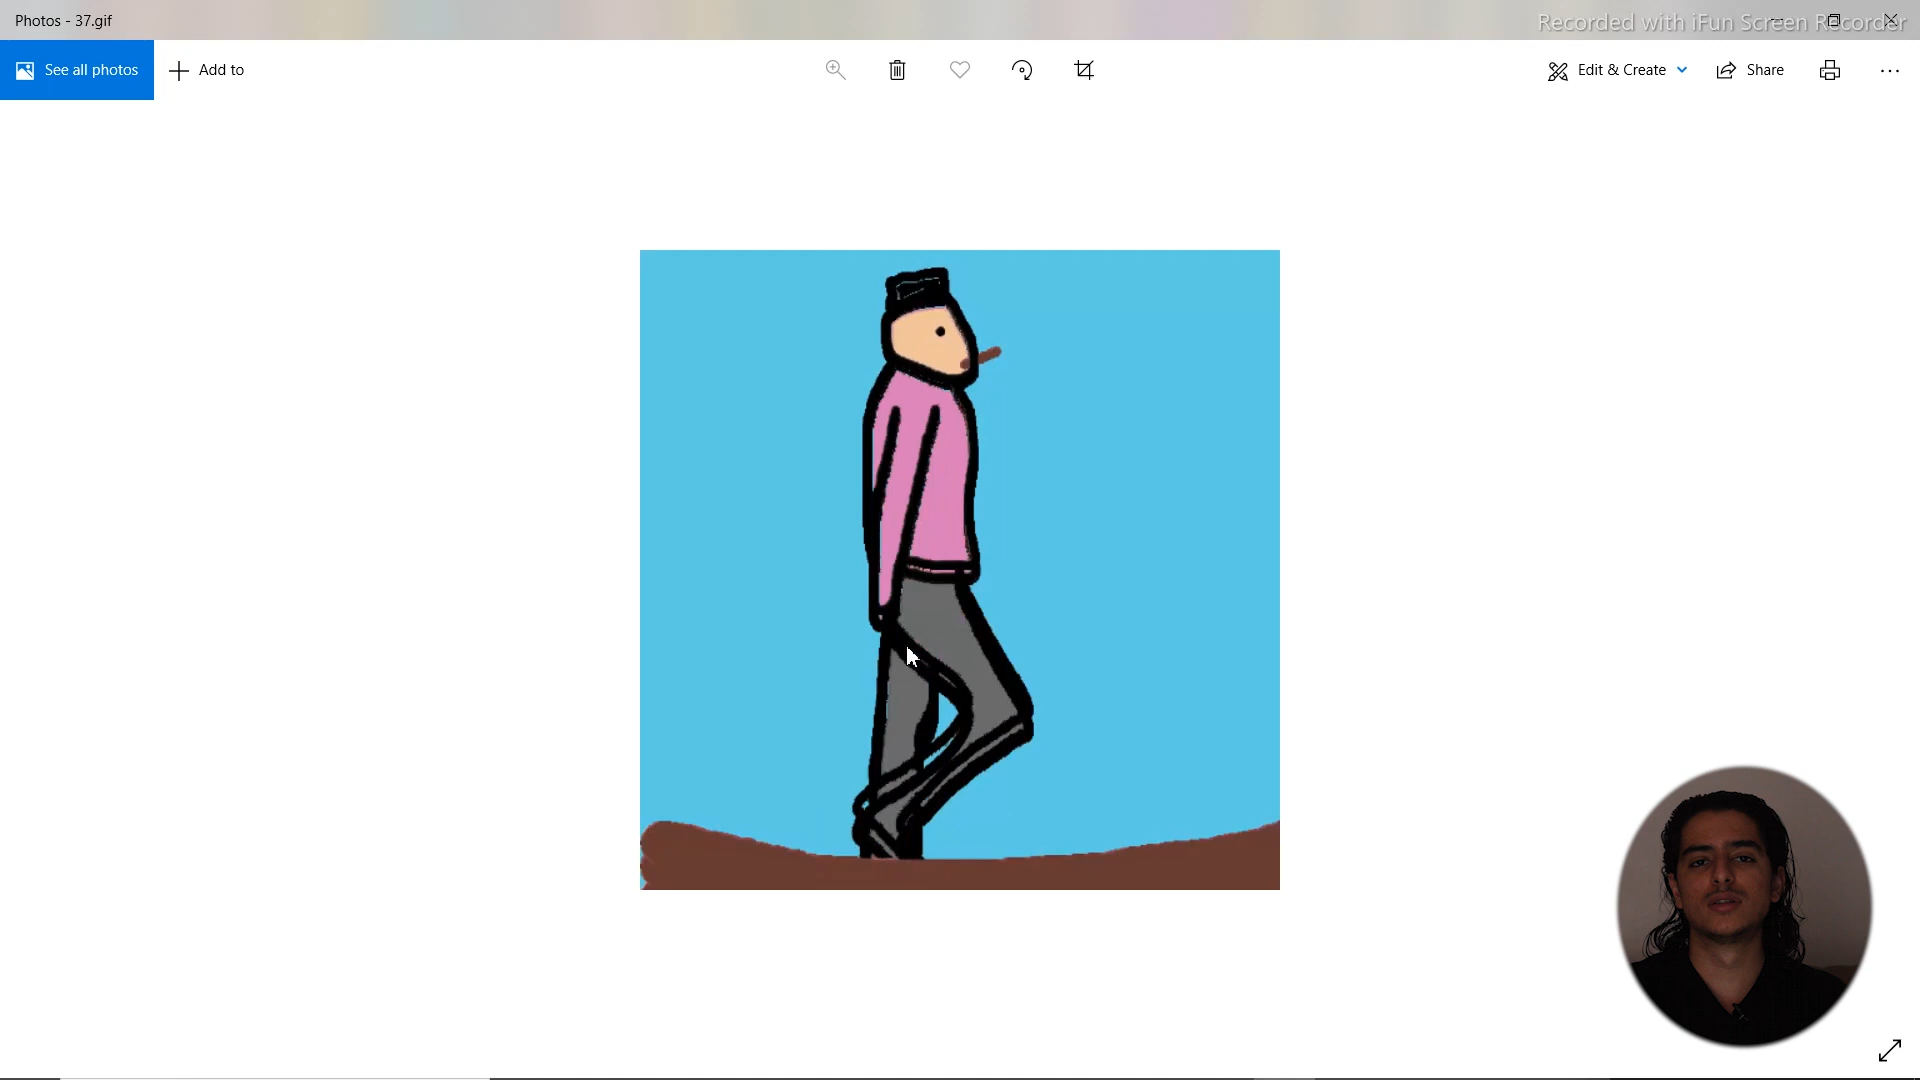 Photos - 37.gif
Recorded with iFun Screen Recorder
See all photos
Add to
Edit & Create
Share